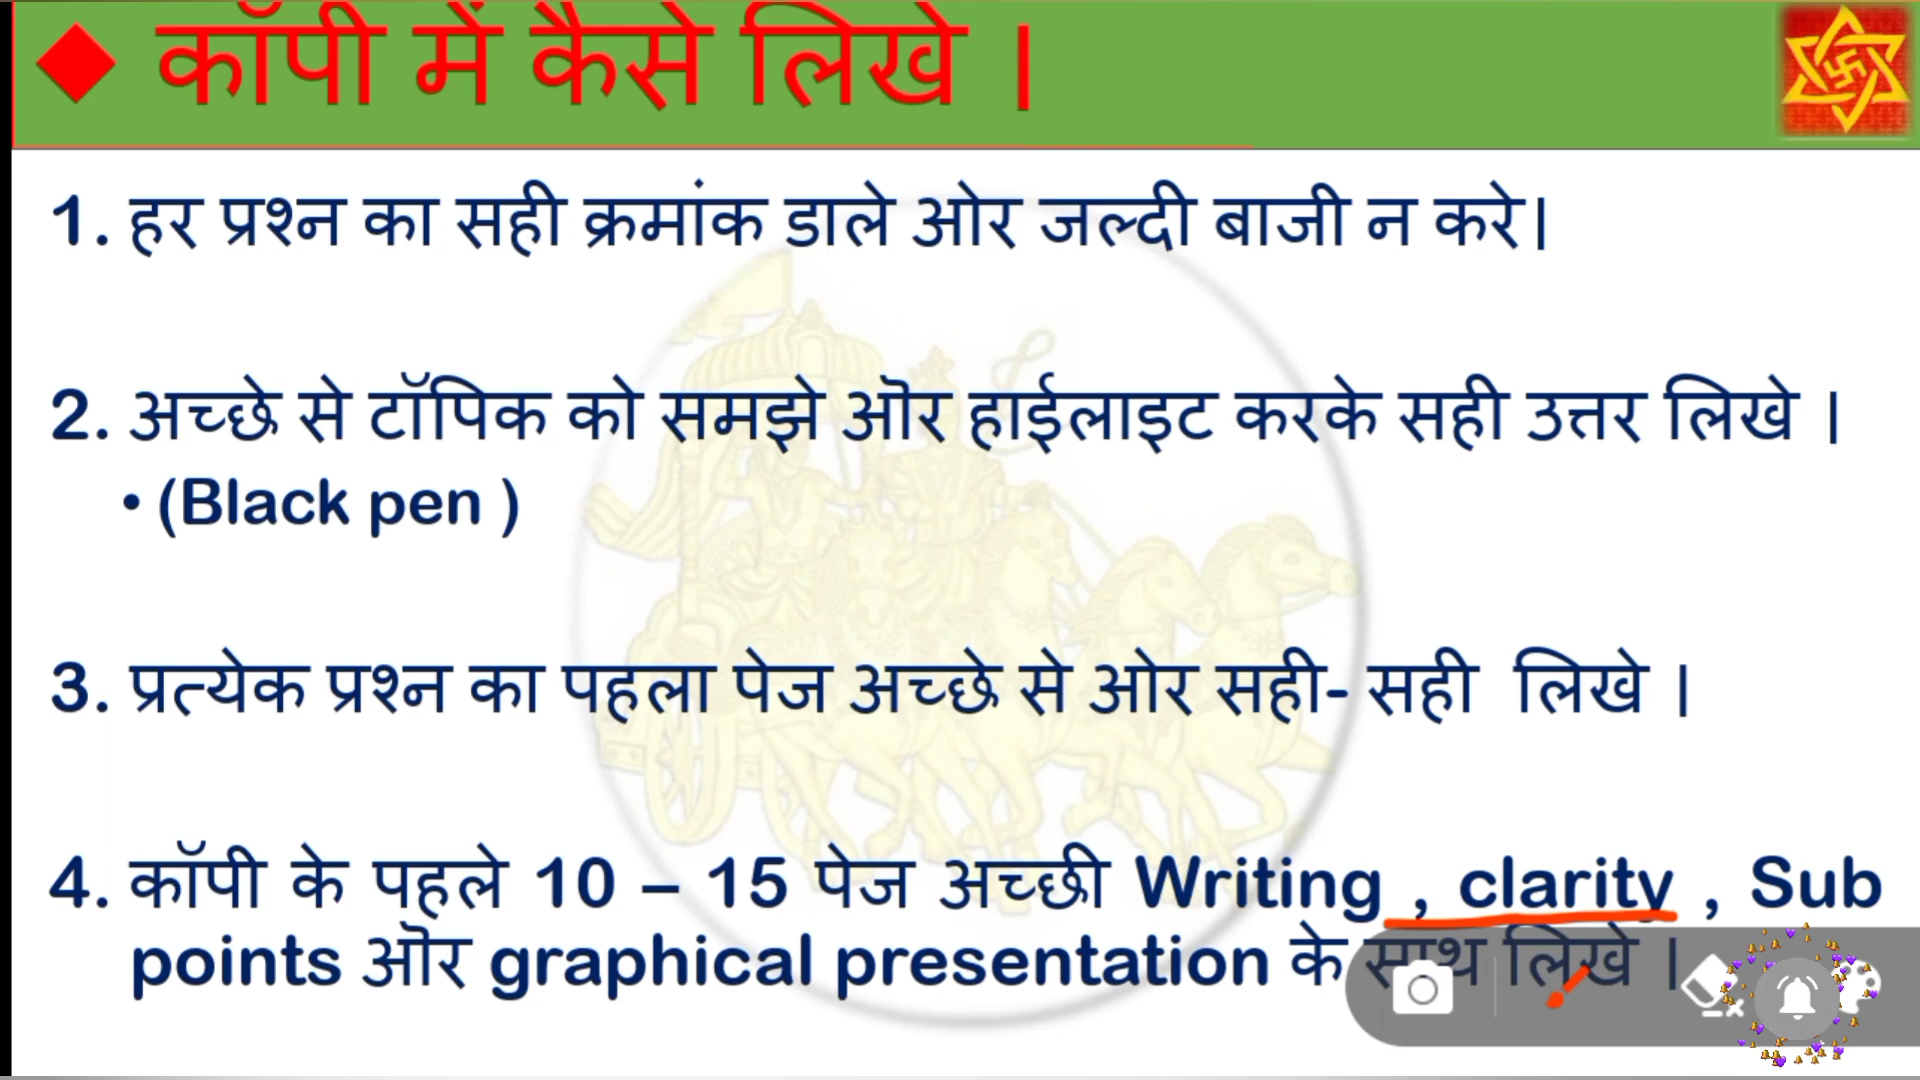 ◆ कॉपी में कैसे लिखे ।
1. हर प्रश्न का सही क्रमांक डाले ओर जल्दी बाजी न करे।
2. अच्छे से टॉपिक को समझे ऒर हाईलाइट करके सही उत्तर लिखे ।
• (Black pen )
3. प्रत्येक प्रश्न का पहला पेज अच्छे से ओर सही- सही लिखे ।
4. कॉपी के पहले 10 – 15 पेज अच्छी Writing , clarity , Sub
points ऒर graphical presentation के साथ लिखे ।